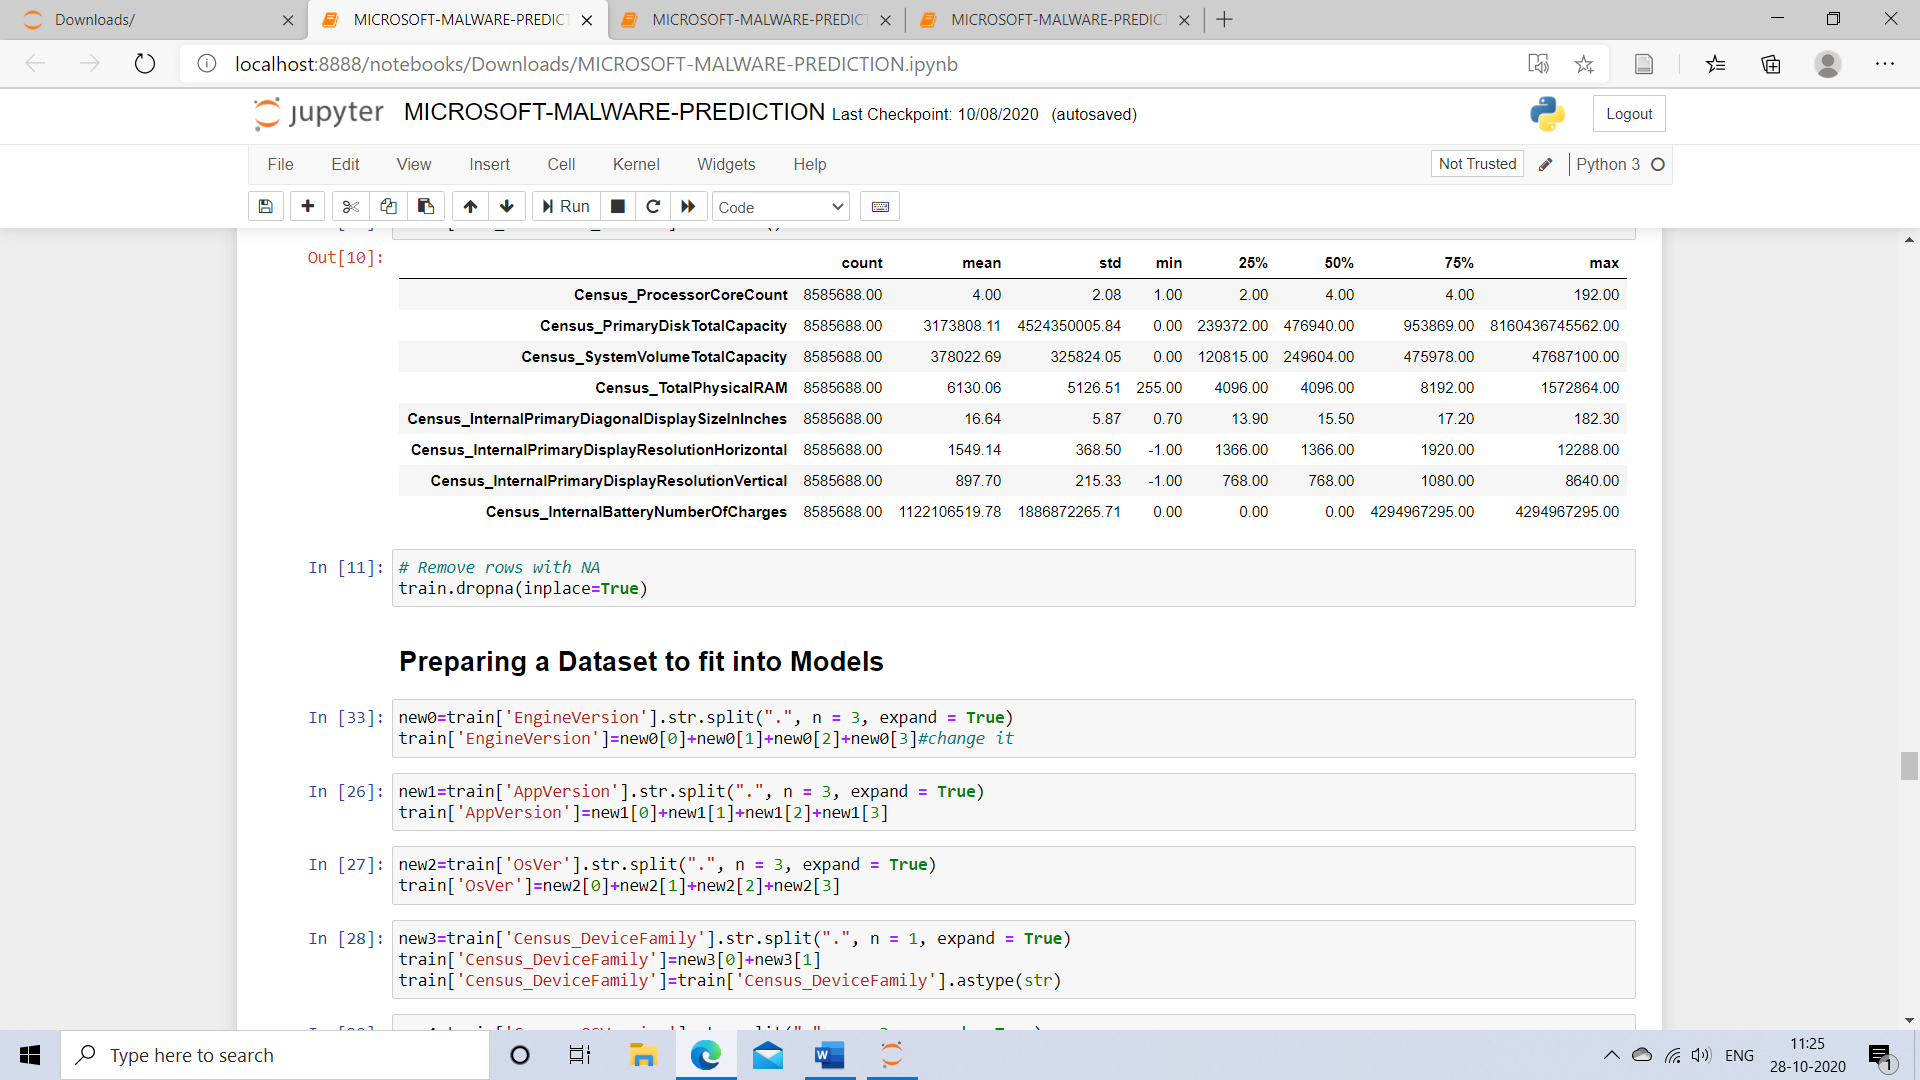 Downloads/
MICROSOFT-MALWARE-PREDICT
MICROSOFT-MALWARE-PREDICT
MICROSOFT-MALWARE-PREDICT
localhost:8888/notebooks/Downloads/MICROSOFT-MALWARE-PREDICTION.ipynb
jupyter MICROSOFT-MALWARE-PREDICTION Last Checkpoint: 10/08/2020 (autosaved)
Logout
File Edit View Insert Cell Kernel Widgets Help
Not Trusted Python 3
Run Code
Out[10]:
count mean std min 25% 50% 75% max
Census_ProcessorCoreCount 8585688.00 4.00 2.08 1.00 2.00 4.00 4.00 192.00
Census_PrimaryDiskTotalCapacity 8585688.00 3173808.11 4524350005.84 0.00 239372.00 476940.00 953869.00 8160436745562.00
Census_SystemVolumeTotalCapacity 8585688.00 378022.69 325824.05 0.00 120815.00 249604.00 475978.00 47687100.00
Census_TotalPhysicalRAM 8585688.00 6130.06 5126.51 255.00 4096.00 4096.00 8192.00 1572864.00
Census_InternalPrimaryDiagonalDisplaySizeInInches 8585688.00 16.64 5.87 0.70 13.90 15.50 17.20 182.30
Census_InternalPrimaryDisplayResolutionHorizontal 8585688.00 1549.14 368.50 -1.00 1366.00 1366.00 1920.00 12288.00
Census_InternalPrimaryDisplayResolutionVertical 8585688.00 897.70 215.33 -1.00 768.00 768.00 1080.00 8640.00
Census_InternalBatteryNumberOfCharges 8585688.00 1122106519.78 1886872265.71 0.00 0.00 0.00 4294967295.00 4294967295.00
In [11]: # Remove rows with NA
train.dropna(inplace=True)
Preparing a Dataset to fit into Models
In [33]: new0=train['EngineVersion'].str.split(".", n = 3, expand = True)
train['EngineVersion']=new0[0]+new0[1]+new0[2]+new0[3]#change it
In [26]: new1=train['AppVersion'].str.split(".", n = 3, expand = True)
train['AppVersion']=new1[0]+new1[1]+new1[2]+new1[3]
In [27]: new2=train['OsVer'].str.split(".", n = 3, expand = True)
train['OsVer']=new2[0]+new2[1]+new2[2]+new2[3]
In [28]: new3=train['Census_DeviceFamily'].str.split(".", n = 1, expand = True)
train['Census_DeviceFamily']=new3[0]+new3[1]
train['Census_DeviceFamily']=train['Census_DeviceFamily'].astype(str)
Type here to search
ENG
11:25
28-10-2020
1